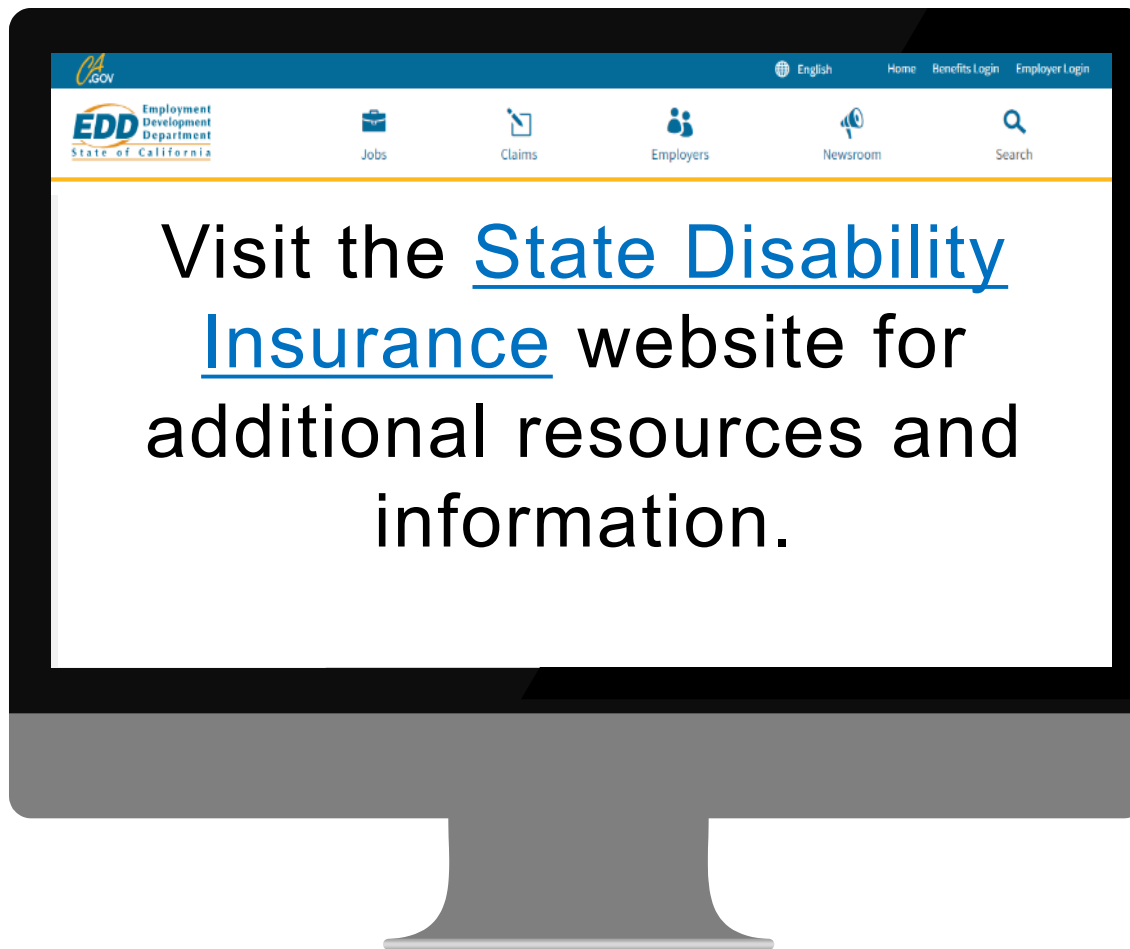 CA.GOV
English Home Benefits Login Employer Login
EDD Employment
Development
Department
State of California
Jobs Claims Employers Newsroom Search
Visit the State Disability
Insurance website for
additional resources and
information.